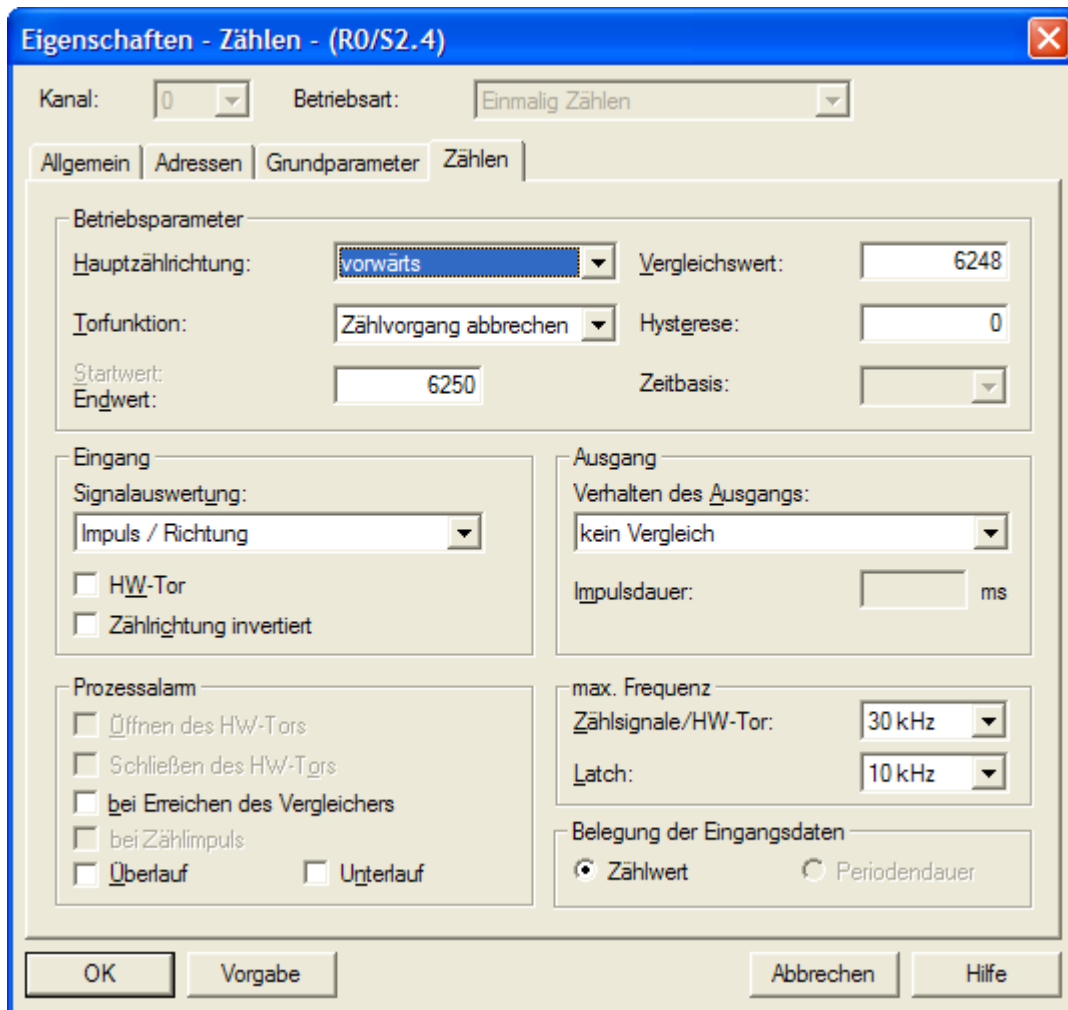 Eigenschaften - Zählen - (R0/S2.4)
Kanal: 0 Betriebsart: Einmalig Zählen
Allgemein Adressen Grundparameter Zählen
Betriebsparameter
Hauptzählrichtung: vorwärts Vergleichswert: 6248
Torfunktion: Zählvorgang abbrechen Hysterese: 0
Startwert:
Endwert: 6250 Zeitbasis:
Eingang
Signalauswertung:
Impuls / Richtung
HW-Tor
Zählrichtung invertiert
Ausgang
Verhalten des Ausgangs:
kein Vergleich
Impulsdauer: ms
Prozessalarm
Öffnen des HW-Tors
Schließen des HW-Tors
bei Erreichen des Vergleichers
bei Zählimpuls
Überlauf Unterlauf
max. Frequenz
Zählsignale/HW-Tor: 30 kHz
Latch: 10 kHz
Belegung der Eingangsdaten
Zählwert Periodendauer
OK Vorgabe Abbrechen Hilfe